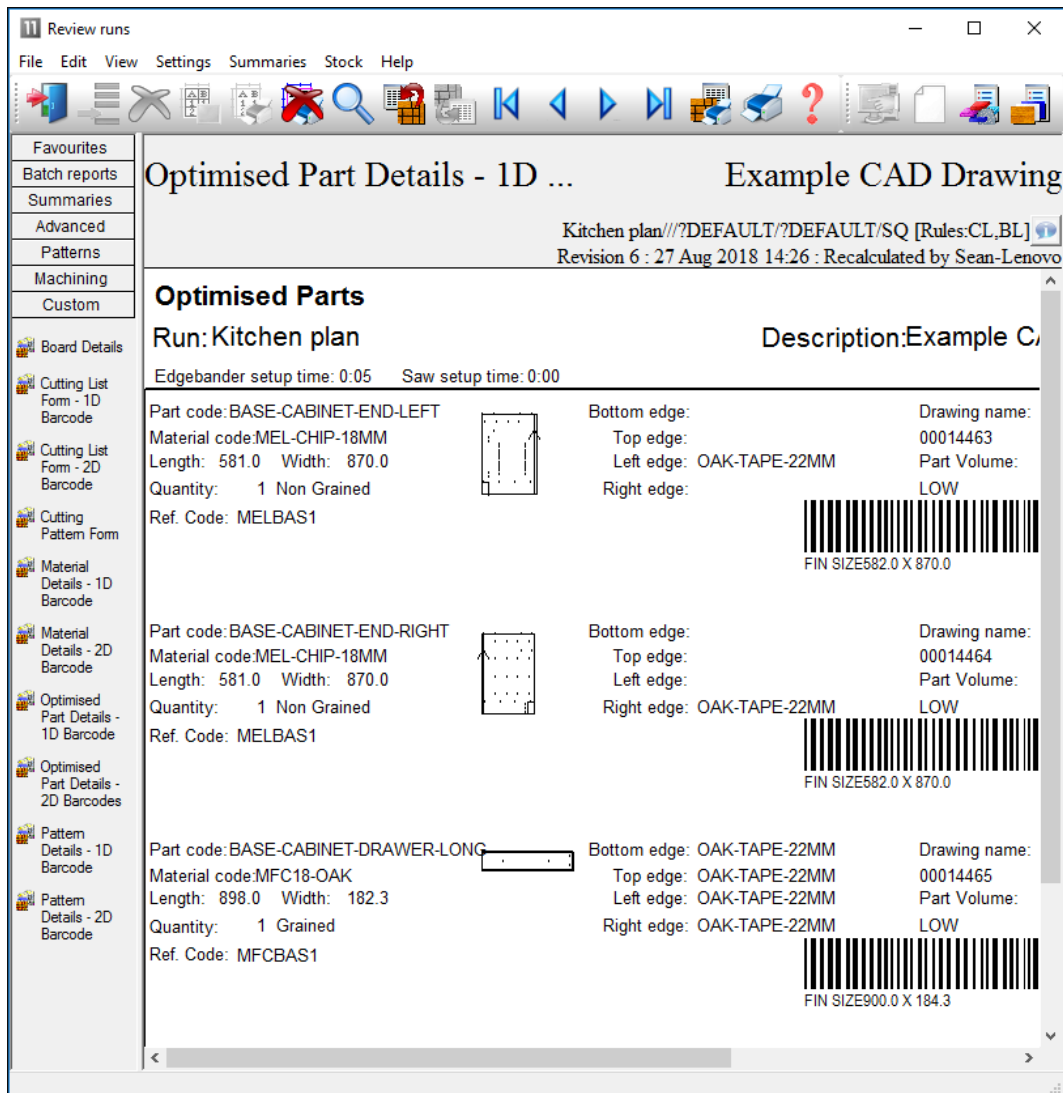 Review runs
File Edit View Settings Summaries Stock Help
Favourites
Batch reports
Summaries
Advanced
Patterns
Machining
Custom
Board Details
Cutting List
Form - 1D
Barcode
Cutting List
Form - 2D
Barcode
Cutting
Pattern Form
Material
Details - 1D
Barcode
Material
Details - 2D
Barcode
Optimised
Part Details -
1D Barcode
Optimised
Part Details -
2D Barcodes
Pattern
Details - 1D
Barcode
Pattern
Details - 2D
Barcode
Optimised Part Details - 1D ... Example CAD Drawing
Kitchen plan///?DEFAULT/?DEFAULT/SQ [Rules:CL,BL]
Revision 6 : 27 Aug 2018 14:26 : Recalculated by Sean-Lenovo
Optimised Parts
Run: Kitchen plan Description:Example CA
Edgebander setup time: 0:05 Saw setup time: 0:00
Part code: BASE-CABINET-END-LEFT Bottom edge: Drawing name:
Material code:MEL-CHIP-18MM Top edge: 00014463
Length: 581.0 Width: 870.0 Left edge: OAK-TAPE-22MM Part Volume:
Quantity: 1 Non Grained Right edge: LOW
Ref. Code: MELBAS1
FIN SIZE582.0 X 870.0
Part code: BASE-CABINET-END-RIGHT Bottom edge: Drawing name:
Material code:MEL-CHIP-18MM Top edge: 00014464
Length: 581.0 Width: 870.0 Left edge: Part Volume:
Quantity: 1 Non Grained Right edge: OAK-TAPE-22MM LOW
Ref. Code: MELBAS1
FIN SIZE582.0 X 870.0
Part code: BASE-CABINET-DRAWER-LONG Bottom edge: OAK-TAPE-22MM Drawing name:
Material code:MFC18-OAK Top edge: OAK-TAPE-22MM 00014465
Length: 898.0 Width: 182.3 Left edge: OAK-TAPE-22MM Part Volume:
Quantity: 1 Grained Right edge: OAK-TAPE-22MM LOW
Ref. Code: MFCBAS1
FIN SIZE900.0 X 184.3